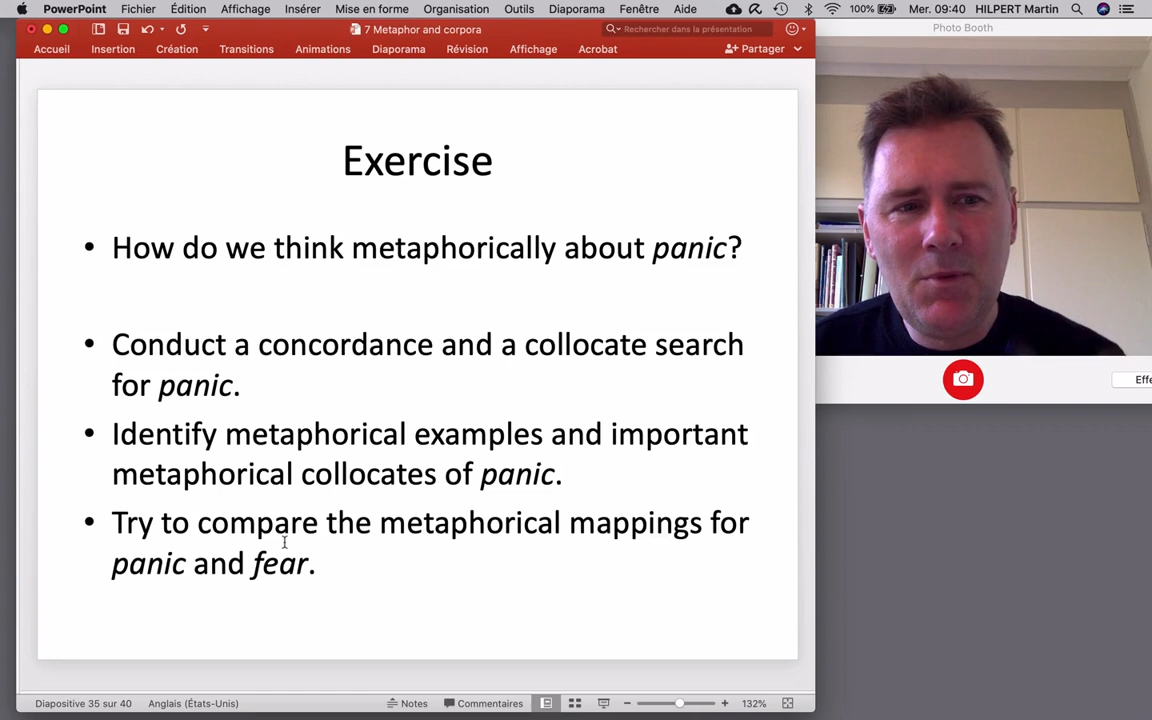 PowerPoint Fichier Édition Affichage Insérer Mise en forme Organisation Outils Diaporama Fenêtre Aide 100% Mer. 09:40 HILPERT Martin
7 Metaphor and corpora
Rechercher dans la présentation
Photo Booth
Accueil Insertion Création Transitions Animations Diaporama Révision Affichage Acrobat Partager
Exercise
• How do we think metaphorically about panic?
• Conduct a concordance and a collocate search
for panic.
• Identify metaphorical examples and important
metaphorical collocates of panic.
• Try to compare the metaphorical mappings for
panic and fear.
Effe
Diapositive 35 sur 40 Anglais (États-Unis) Notes Commentaires 132%